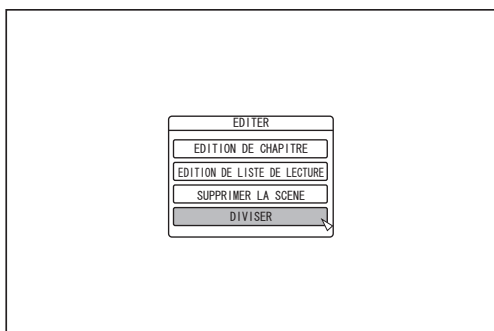 EDITER
EDITION DE CHAPITRE
EDITION DE LISTE DE LECTURE
SUPPRIMER LA SCENE
DIVISER